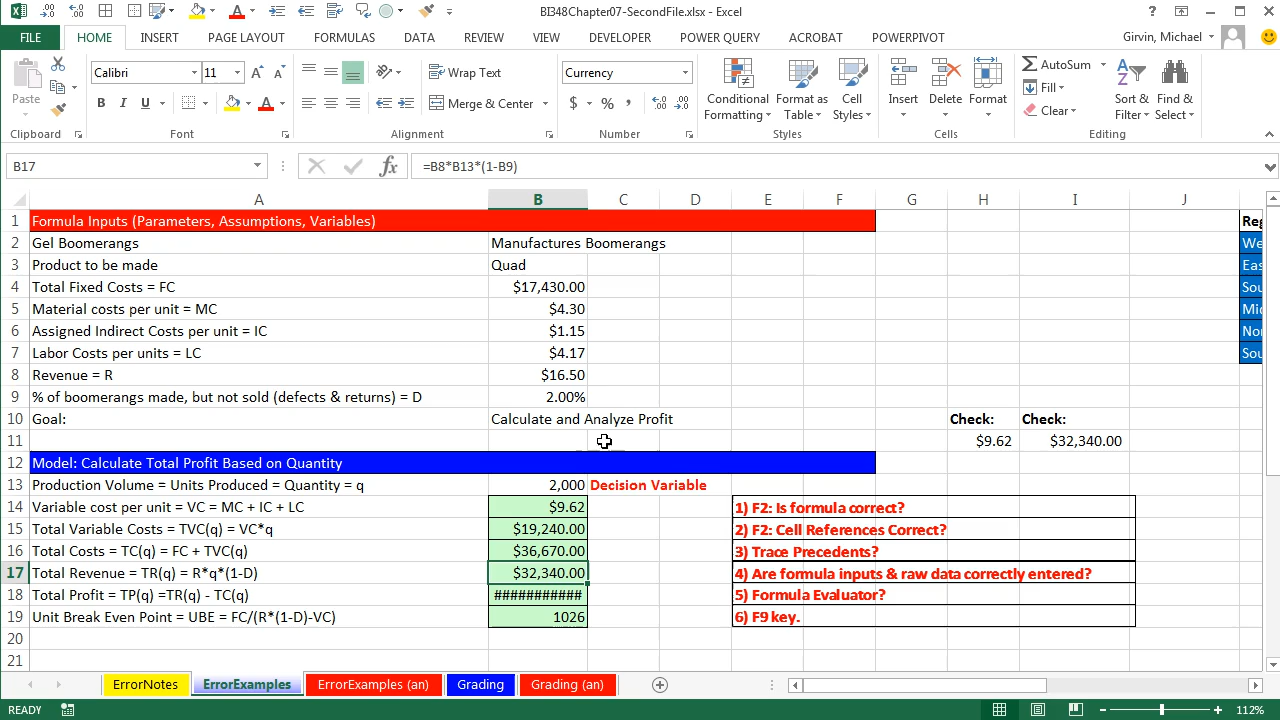 BI348Chapter07-SecondFile.xlsx - Excel
FILE HOME INSERT PAGE LAYOUT FORMULAS DATA REVIEW VIEW DEVELOPER POWER QUERY ACROBAT POWERPIVOT Girvin, Michael
Paste
Calibri 11
Wrap Text
Merge & Center
Currency
Conditional Formatting
Format as Table
Cell Styles
Insert
Delete
Format
AutoSum
Fill
Clear
Sort & Filter
Find & Select
Clipboard Font Alignment Number Styles Cells Editing
B17 =B8*B13*(1-B9)
A B C D E F G H I J
1 Formula Inputs (Parameters, Assumptions, Variables) Reg
2 Gel Boomerangs Manufactures Boomerangs We
3 Product to be made Quad Eas
4 Total Fixed Costs = FC $17,430.00 Sou
5 Material costs per unit = MC $4.30 Mid
6 Assigned Indirect Costs per unit = IC $1.15 Nor
7 Labor Costs per units = LC $4.17 Sou
8 Revenue = R $16.50
9 % of boomerangs made, but not sold (defects & returns) = D 2.00%
10 Goal: Calculate and Analyze Profit Check: Check:
11 $9.62 $32,340.00
12 Model: Calculate Total Profit Based on Quantity
13 Production Volume = Units Produced = Quantity = q 2,000 Decision Variable
14 Variable cost per unit = VC = MC + IC + LC $9.62 1) F2: Is formula correct?
15 Total Variable Costs = TVC(q) = VC*q $19,240.00 2) F2: Cell References Correct?
16 Total Costs = TC(q) = FC + TVC(q) $36,670.00 3) Trace Precedents?
17 Total Revenue = TR(q) = R*q*(1-D) $32,340.00 4) Are formula inputs & raw data correctly entered?
18 Total Profit = TP(q) =TR(q) - TC(q) ########### 5) Formula Evaluator?
19 Unit Break Even Point = UBE = FC/(R*(1-D)-VC) 1026 6) F9 key.
20
21
ErrorNotes ErrorExamples ErrorExamples (an) Grading Grading (an)
READY 112%